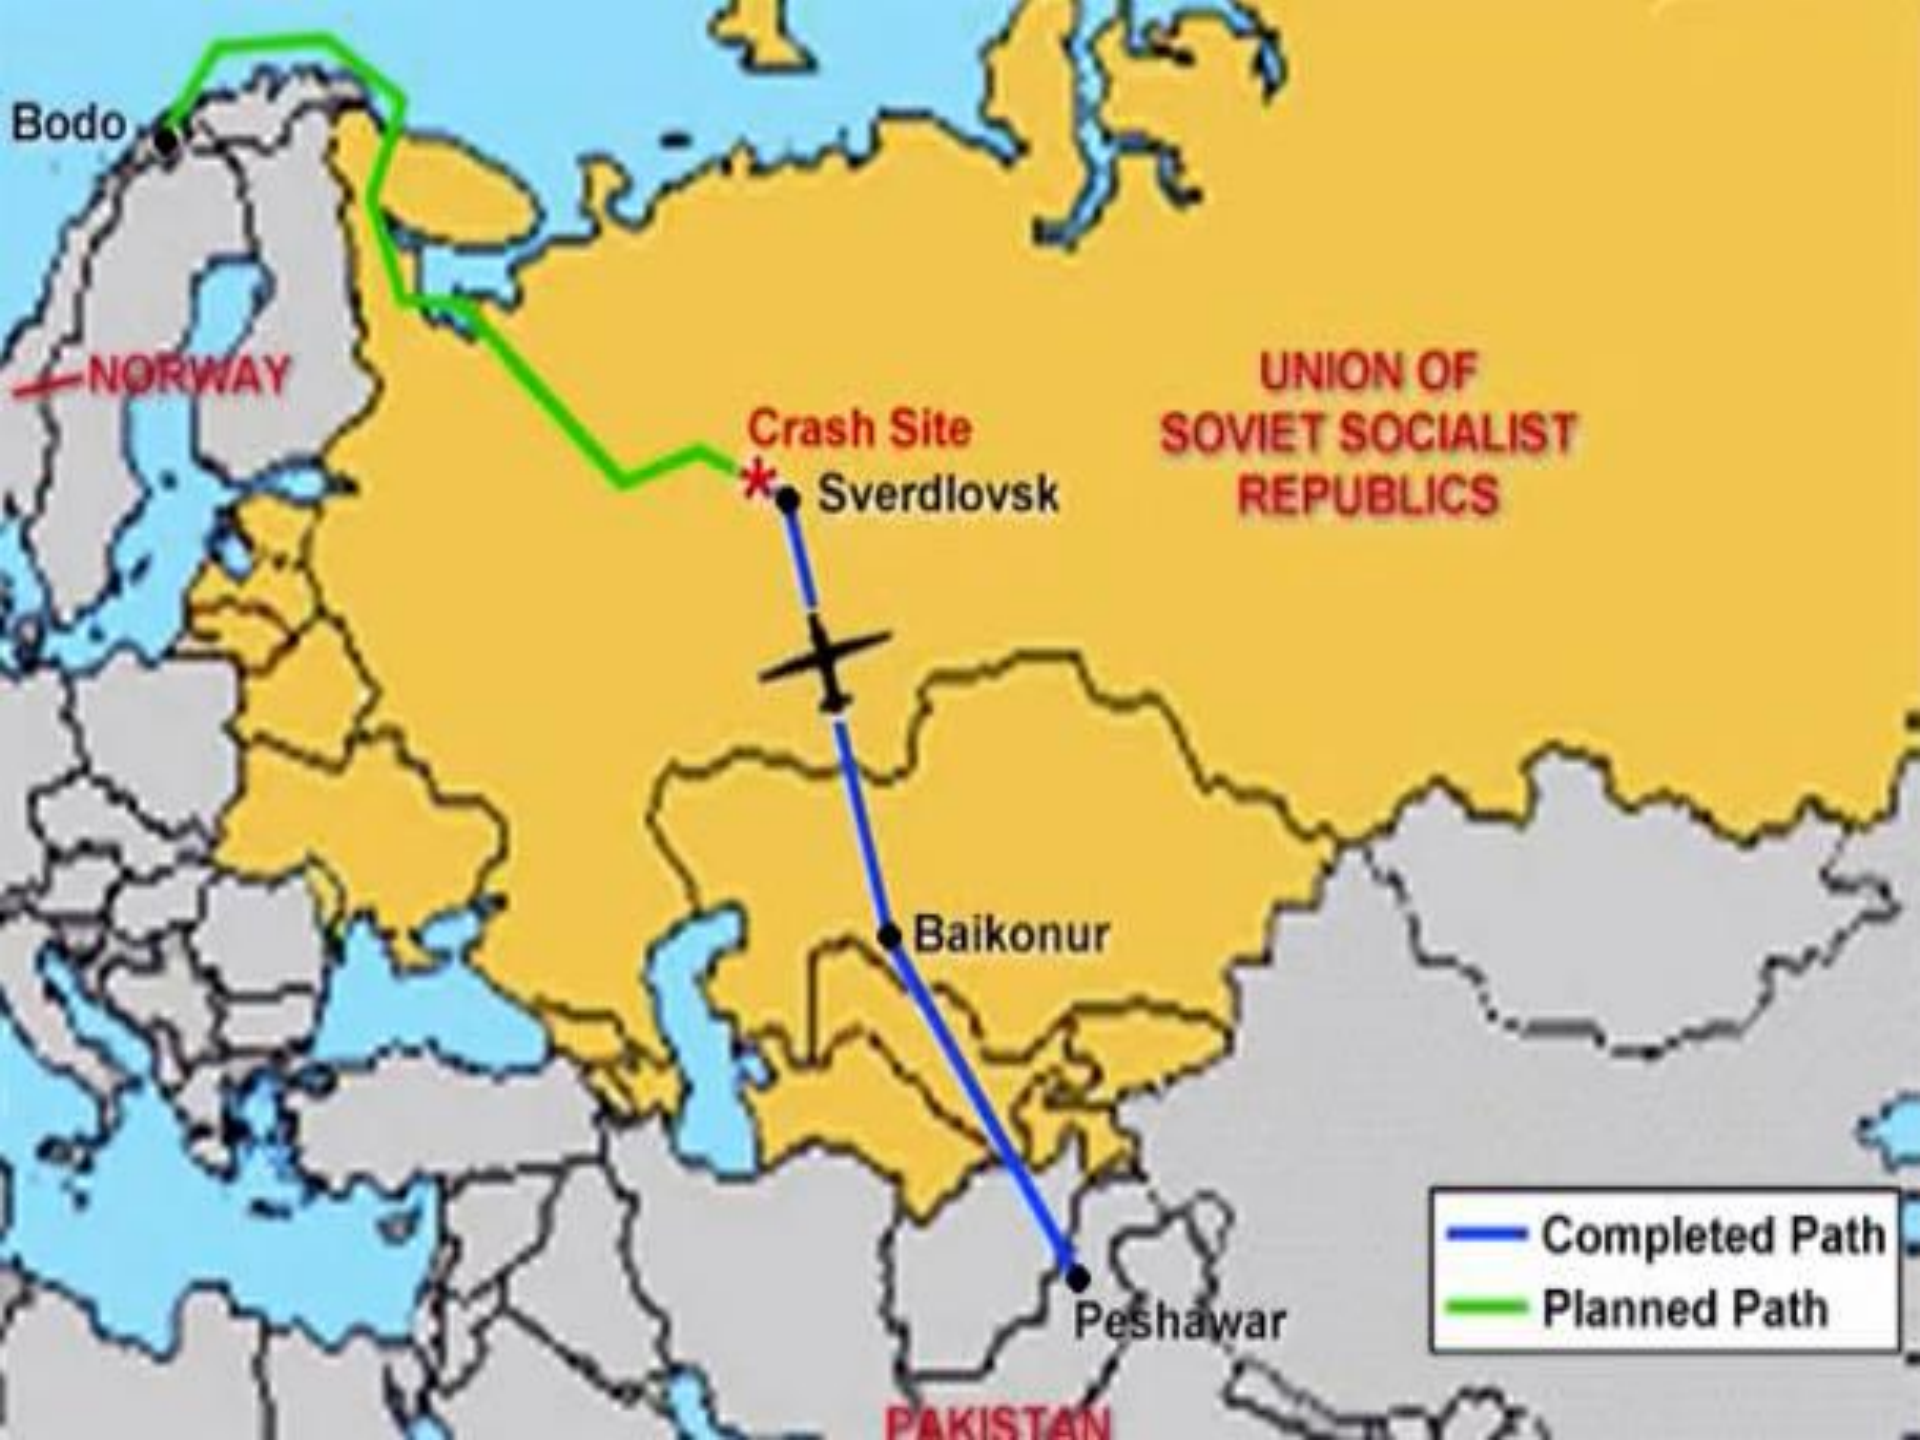 Bodo
NORWAY
UNION OF
SOVIET SOCIALIST
REPUBLICS
Crash Site
*
Sverdlovsk
Baikonur
Completed Path
Planned Path
Peshawar
PAKISTAN